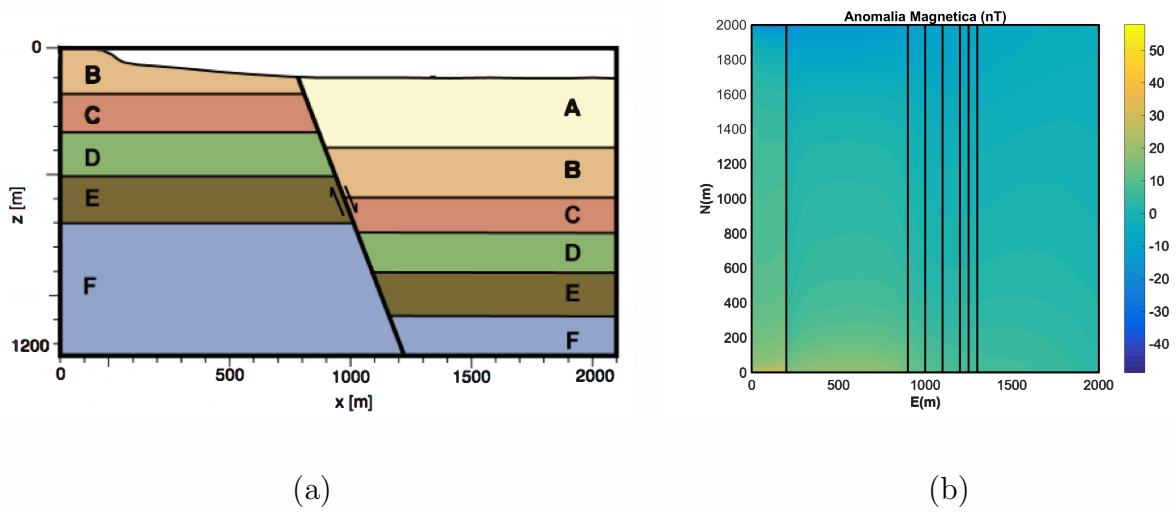 0
B
C
D
E
F
A
B
C
D
E
F
z [m]
1200
0
500
1000
1500
2000
x [m]
Anomalia Magnetica (nT)
2000
1800
1600
1400
1200
1000
800
600
400
200
0
N(m)
0
500
1000
1500
2000
E(m)
50
40
30
20
10
0
-10
-20
-30
-40
(a)
(b)